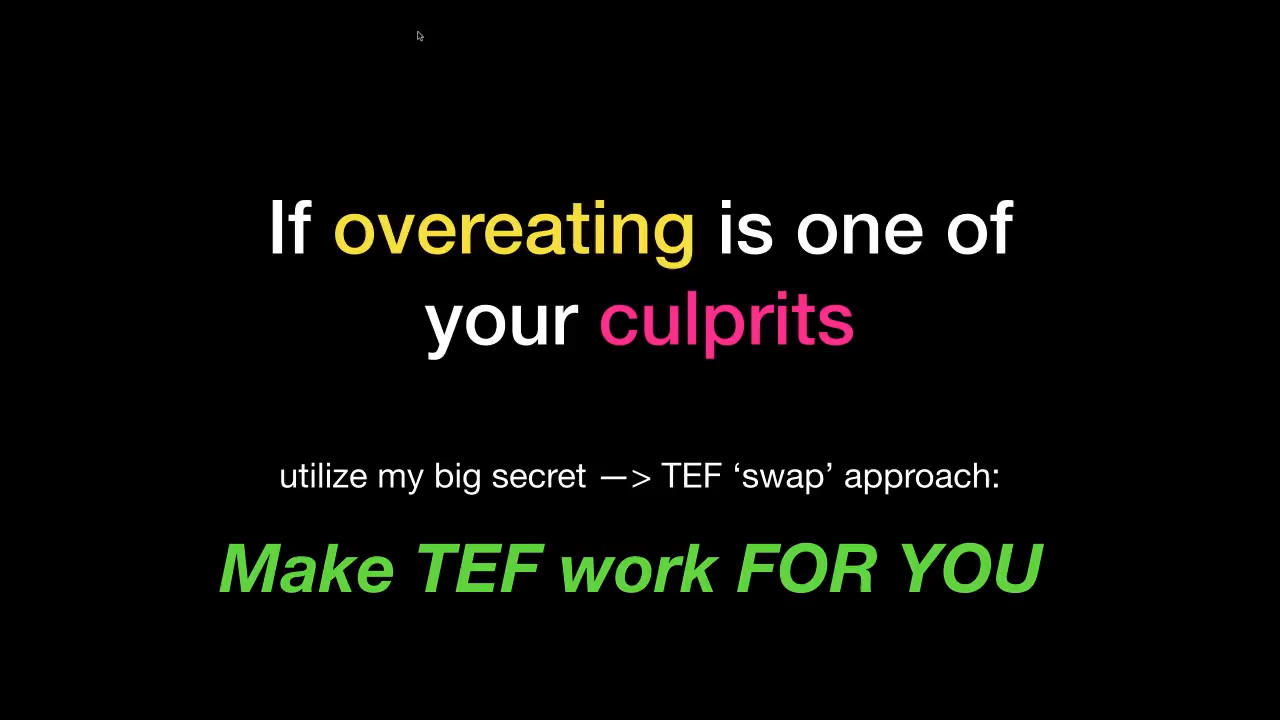 If overeating is one of
your culprits
utilize my big secret —> TEF ‘swap’ approach:
Make TEF work FOR YOU